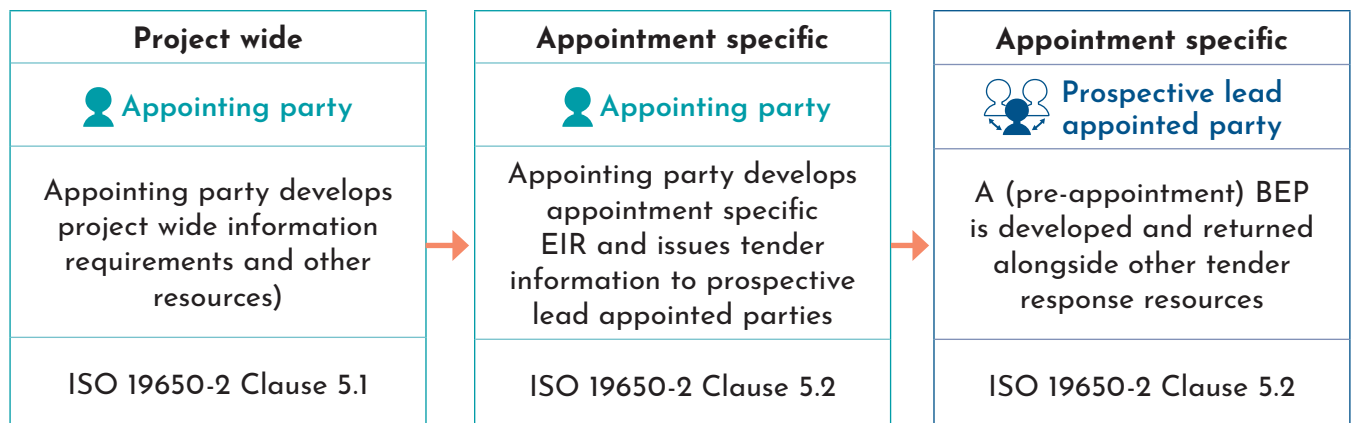 Project wide
Appointing party
Appointing party develops
project wide information
requirements and other
resources)
ISO 19650-2 Clause 5.1
Appointment specific
Appointing party
Appointing party develops
appointment specific
EIR and issues tender
information to prospective
lead appointed parties
ISO 19650-2 Clause 5.2
Appointment specific
Prospective lead
appointed party
A (pre-appointment) BEP
is developed and returned
alongside other tender
response resources
ISO 19650-2 Clause 5.2